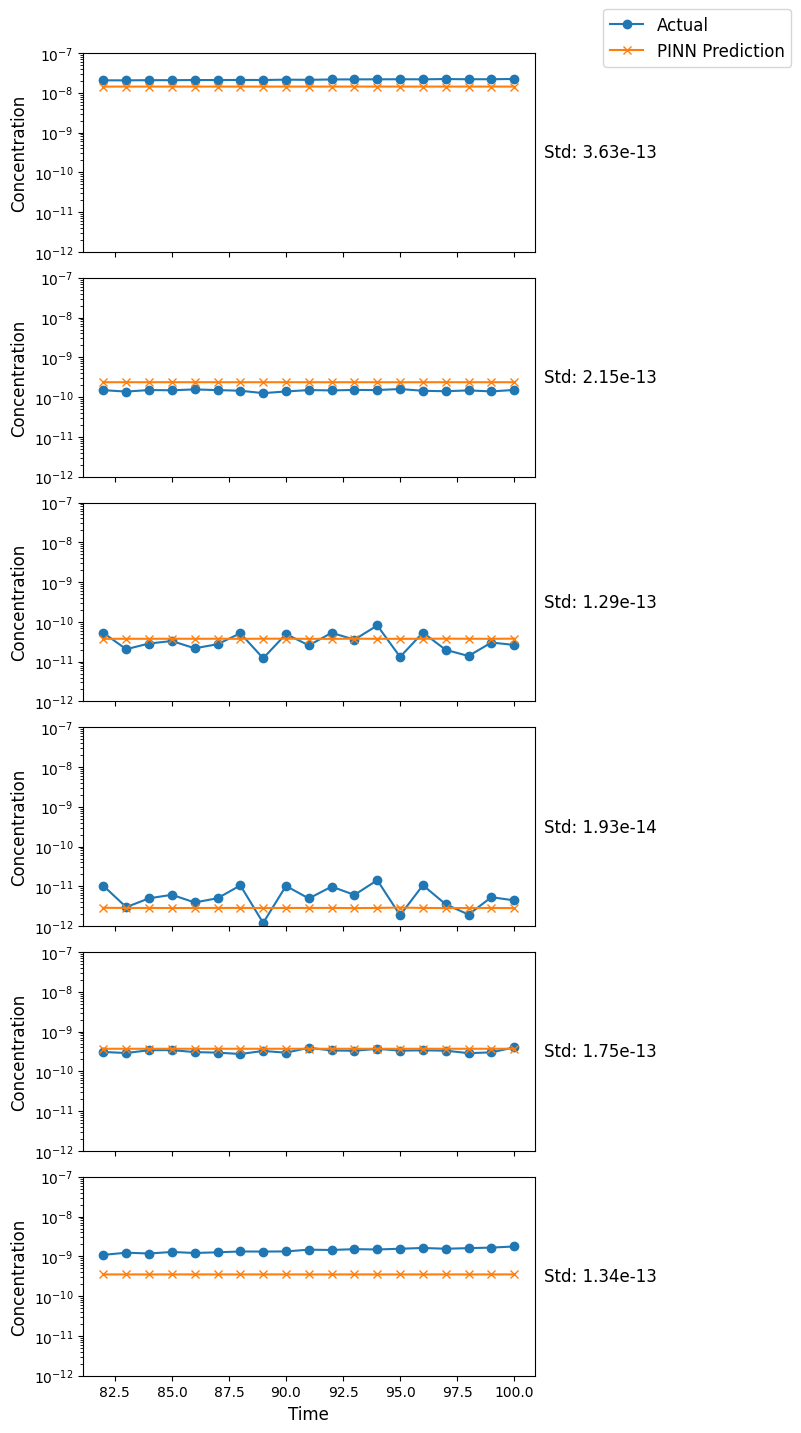 Actual
PINN Prediction
Concentration
10⁻⁷
10⁻⁸
10⁻⁹
10⁻¹⁰
10⁻¹¹
10⁻¹²
Std: 3.63e-13
Concentration
10⁻⁷
10⁻⁸
10⁻⁹
10⁻¹⁰
10⁻¹¹
10⁻¹²
Std: 2.15e-13
Concentration
10⁻⁷
10⁻⁸
10⁻⁹
10⁻¹⁰
10⁻¹¹
10⁻¹²
Std: 1.29e-13
Concentration
10⁻⁷
10⁻⁸
10⁻⁹
10⁻¹⁰
10⁻¹¹
10⁻¹²
Std: 1.93e-14
Concentration
10⁻⁷
10⁻⁸
10⁻⁹
10⁻¹⁰
10⁻¹¹
10⁻¹²
Std: 1.75e-13
Concentration
10⁻⁷
10⁻⁸
10⁻⁹
10⁻¹⁰
10⁻¹¹
10⁻¹²
Std: 1.34e-13
82.5 85.0 87.5 90.0 92.5 95.0 97.5 100.0
Time